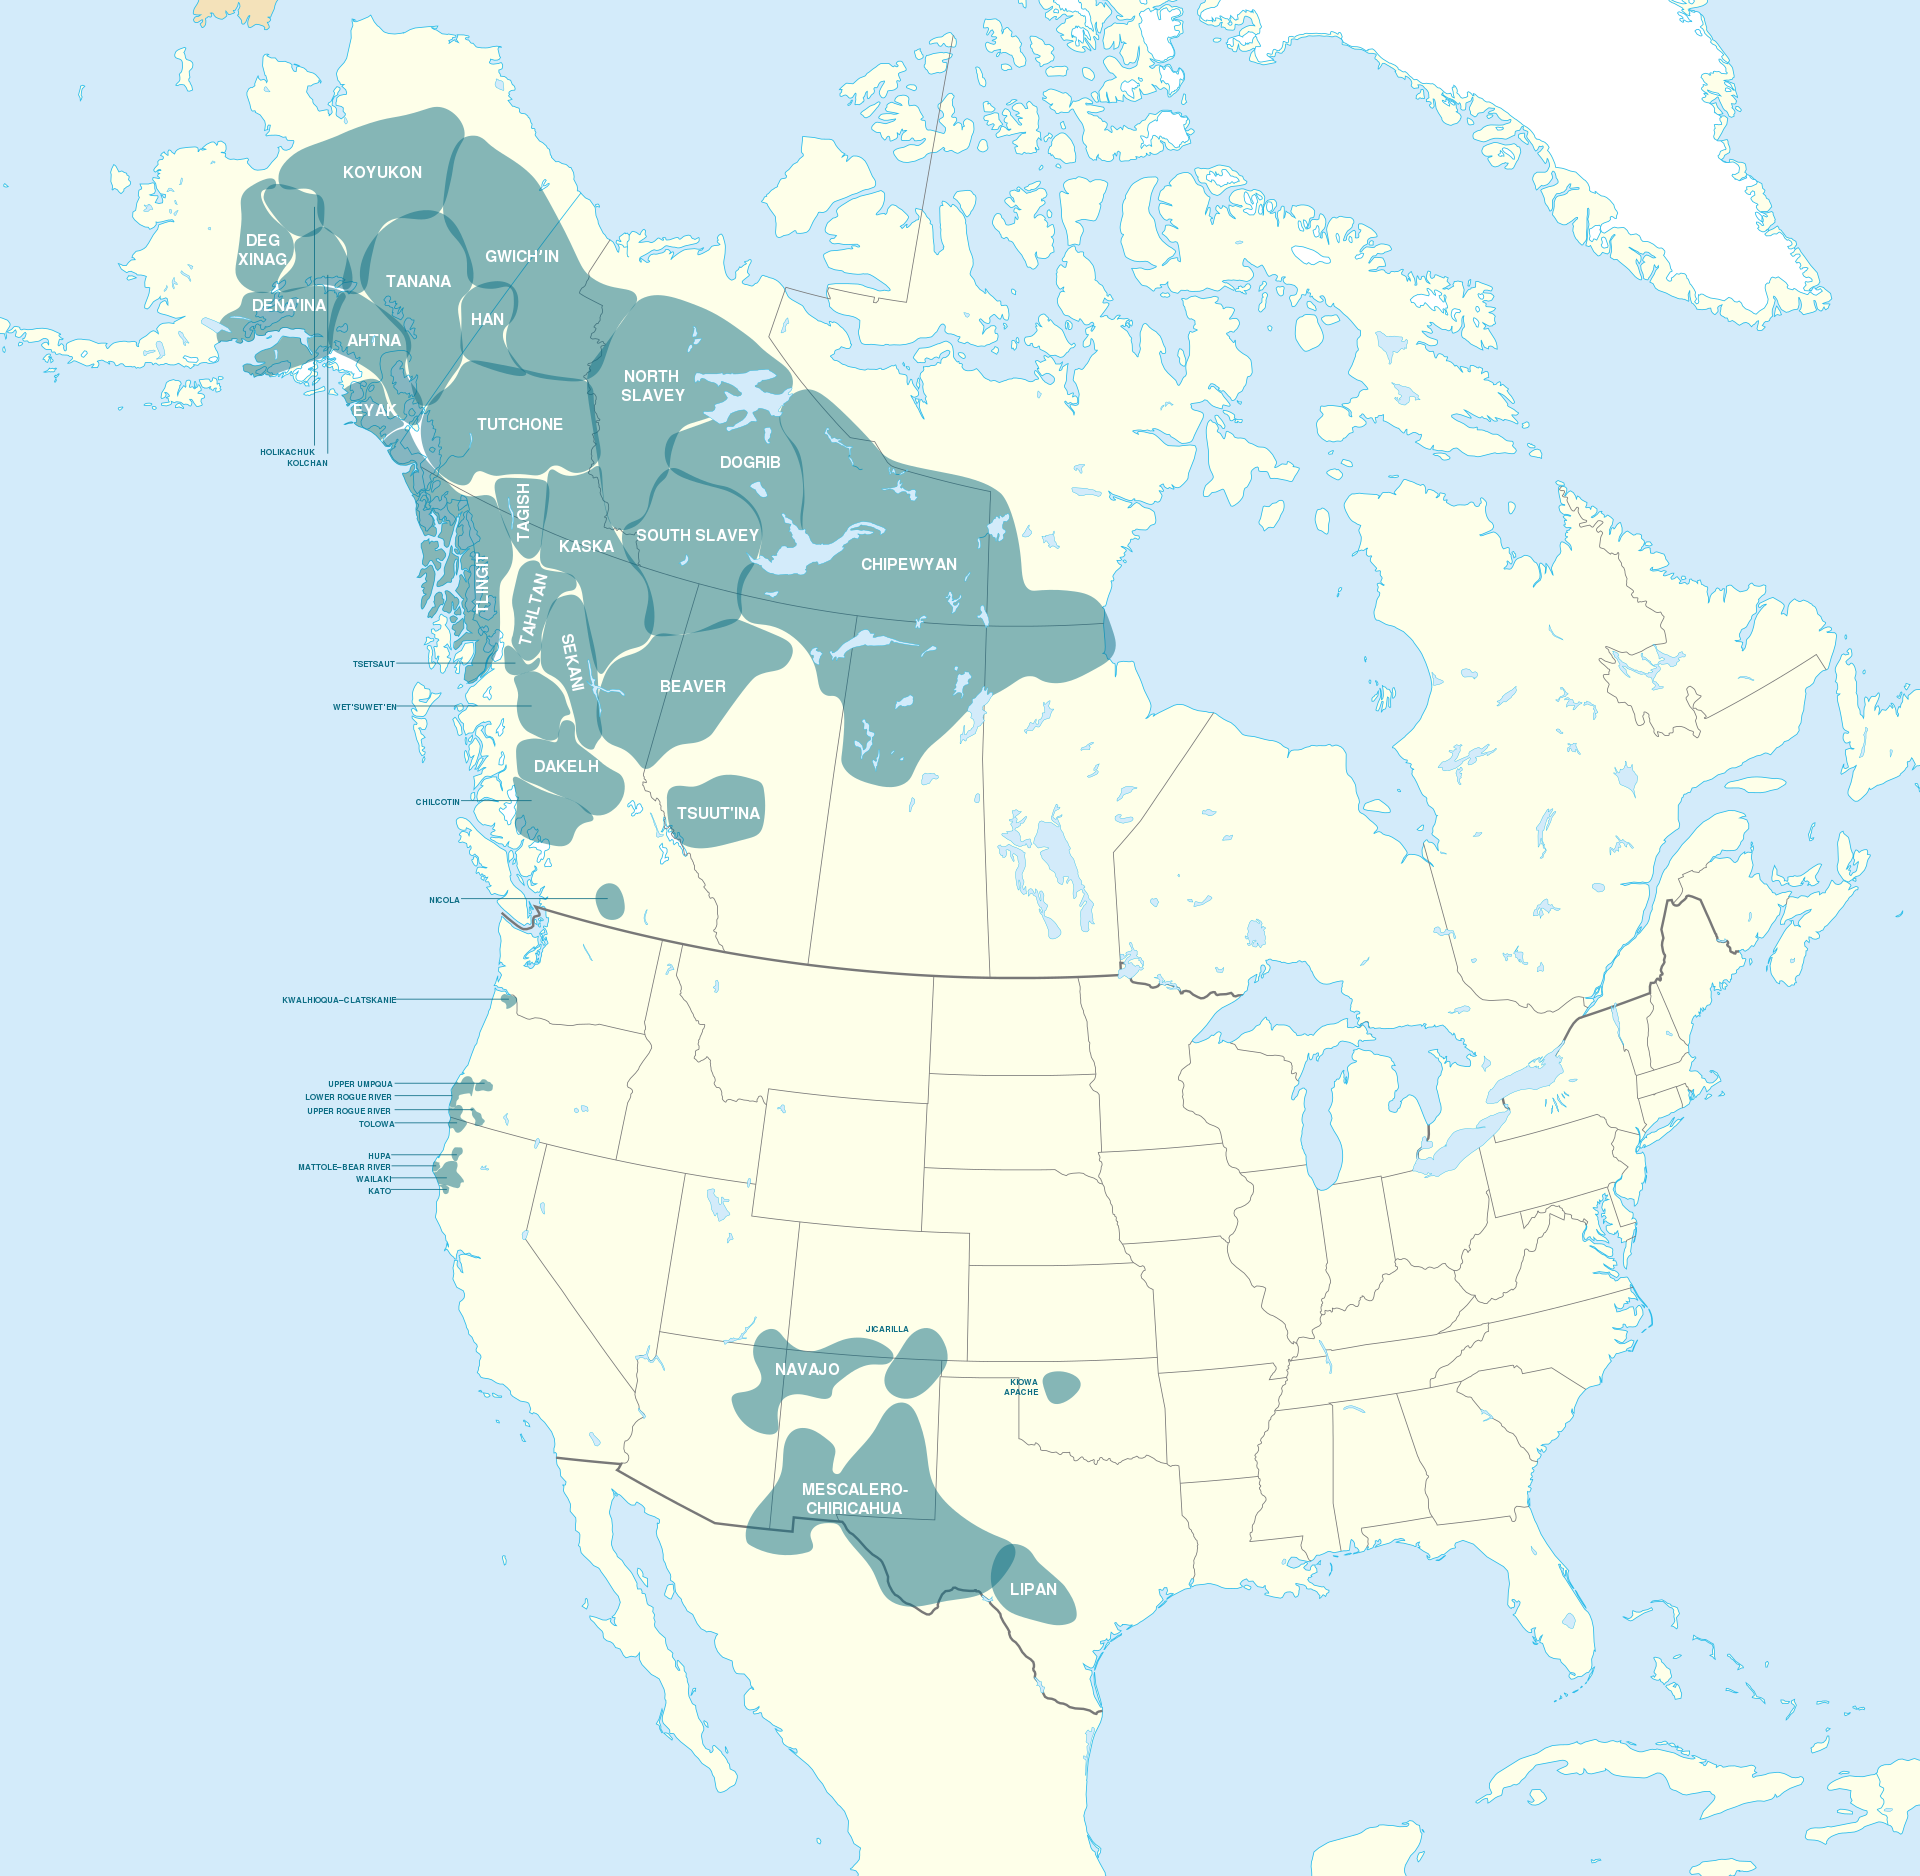 KOYUKON
DEG
XINAG
GWICH'IN
TANANA
DENA'INA
HAN
AHTNA
NORTH
SLAVEY
EYAK
TUTCHONE
HOLIKACHUK
KOLCHAN
DOGRIB
TAGISH
SOUTH SLAVEY
KASKA
CHIPEWYAN
TLINGIT
TAHLTAN
SEKANI
TSETSAUT
BEAVER
WET'SUWET'EN
DAKELH
CHILCOTIN
TSUUT'INA
NICOLA
KWALHIOQUA–CLATSKANIE
UPPER UMPQUA
LOWER ROGUE RIVER
UPPER ROGUE RIVER
TOLOWA
HUPA
MATTOLE–BEAR RIVER
WAILAKI
KATO
JICARILLA
NAVAJO
KIOWA
APACHE
MESCALERO-
CHIRICAHUA
LIPAN